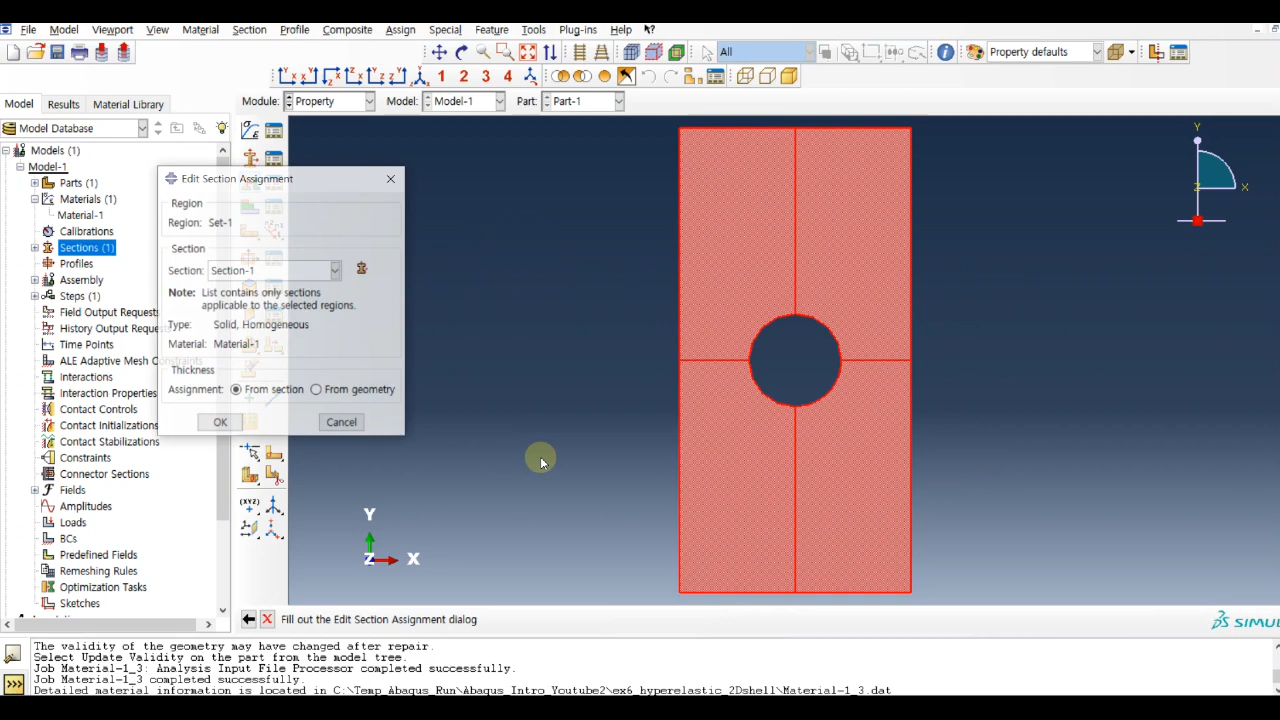 File Model Viewport View Material Section Profile Composite Assign Special Feature Tools Plug-ins Help
All
Property defaults
1 2 3 4
Model Results Material Library
Module: Property Model: Model-1 Part: Part-1
Model Database
Models (1)
Model-1
Parts (1)
Materials (1)
Material-1
Calibrations
Sections (1)
Profiles
Assembly
Steps (1)
Field Output Requests
History Output Requests
Time Points
ALE Adaptive Mesh Constraints
Interactions
Interaction Properties
Contact Controls
Contact Initializations
Contact Stabilizations
Constraints
Connector Sections
Fields
Amplitudes
Loads
BCs
Predefined Fields
Remeshing Rules
Optimization Tasks
Sketches
Edit Section Assignment
Region
Region: Set-1
Section
Section: Section-1
Note: List contains only sections
applicable to the selected regions.
Type: Solid, Homogeneous
Material: Material-1
Thickness
Assignment: From section From geometry
OK Cancel
Y
Z X
Y
Z X
Fill out the Edit Section Assignment dialog
SIMUL
The validity of the geometry may have changed after repair.
Select Update Validity on the part from the model tree.
Job Material-1_3: Analysis Input File Processor completed successfully.
Job Material-1_3 completed successfully.
Detailed material information is located in C:\Temp_Abaqus_Run\Abaqus_Intro_Youtube2\ex6_hyperelastic_2Dshell\Material-1_3.dat